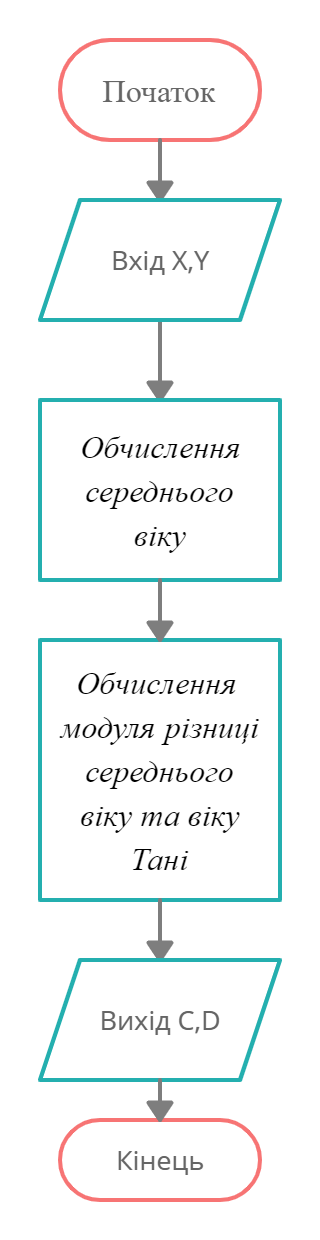 Початок
Вхід X,Y
Обчислення
середнього
віку
Обчислення
модуля різниці
середнього
віку та віку
Тані
Вихід C,D
Кінець